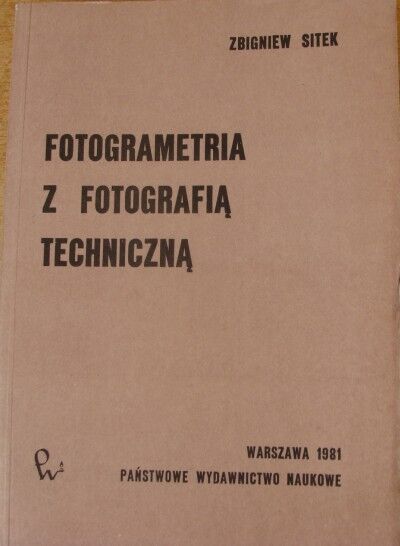 ZBIGNIEW SITEK
FOTOGRAMETRIA
Z FOTOGRAFIĄ
TECHNICZNĄ
WARSZAWA 1981
PAŃSTWOWE WYDAWNICTWO NAUKOWE